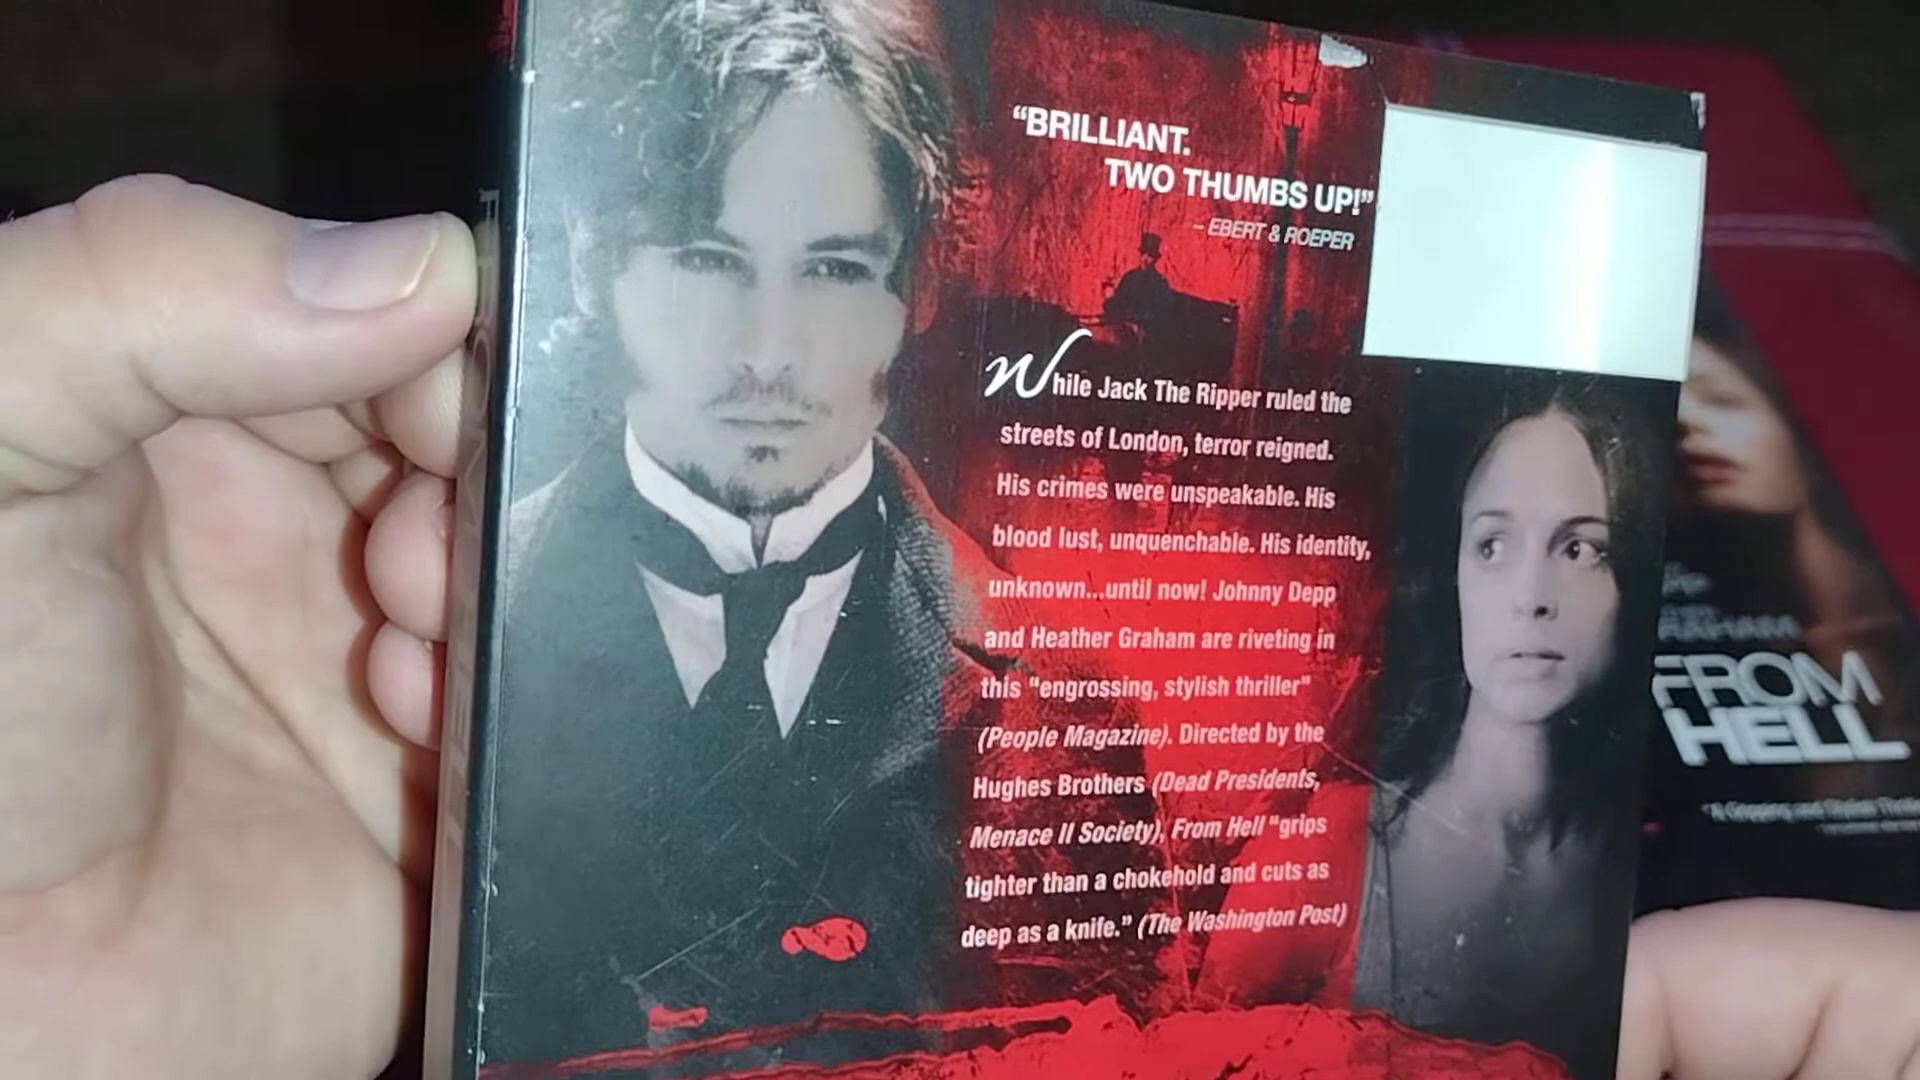 "BRILLIANT.
TWO THUMBS UP!"
- EBERT & ROEPER
While Jack The Ripper ruled the
streets of London, terror reigned.
His crimes were unspeakable. His
blood lust, unquenchable. His identity,
unknown...until now! Johnny Depp
and Heather Graham are riveting in
this "engrossing, stylish thriller"
(People Magazine). Directed by the
Hughes Brothers (Dead Presidents,
Menace II Society), From Hell "grips
tighter than a chokehold and cuts as
deep as a knife." (The Washington Post)
FROM
HELL